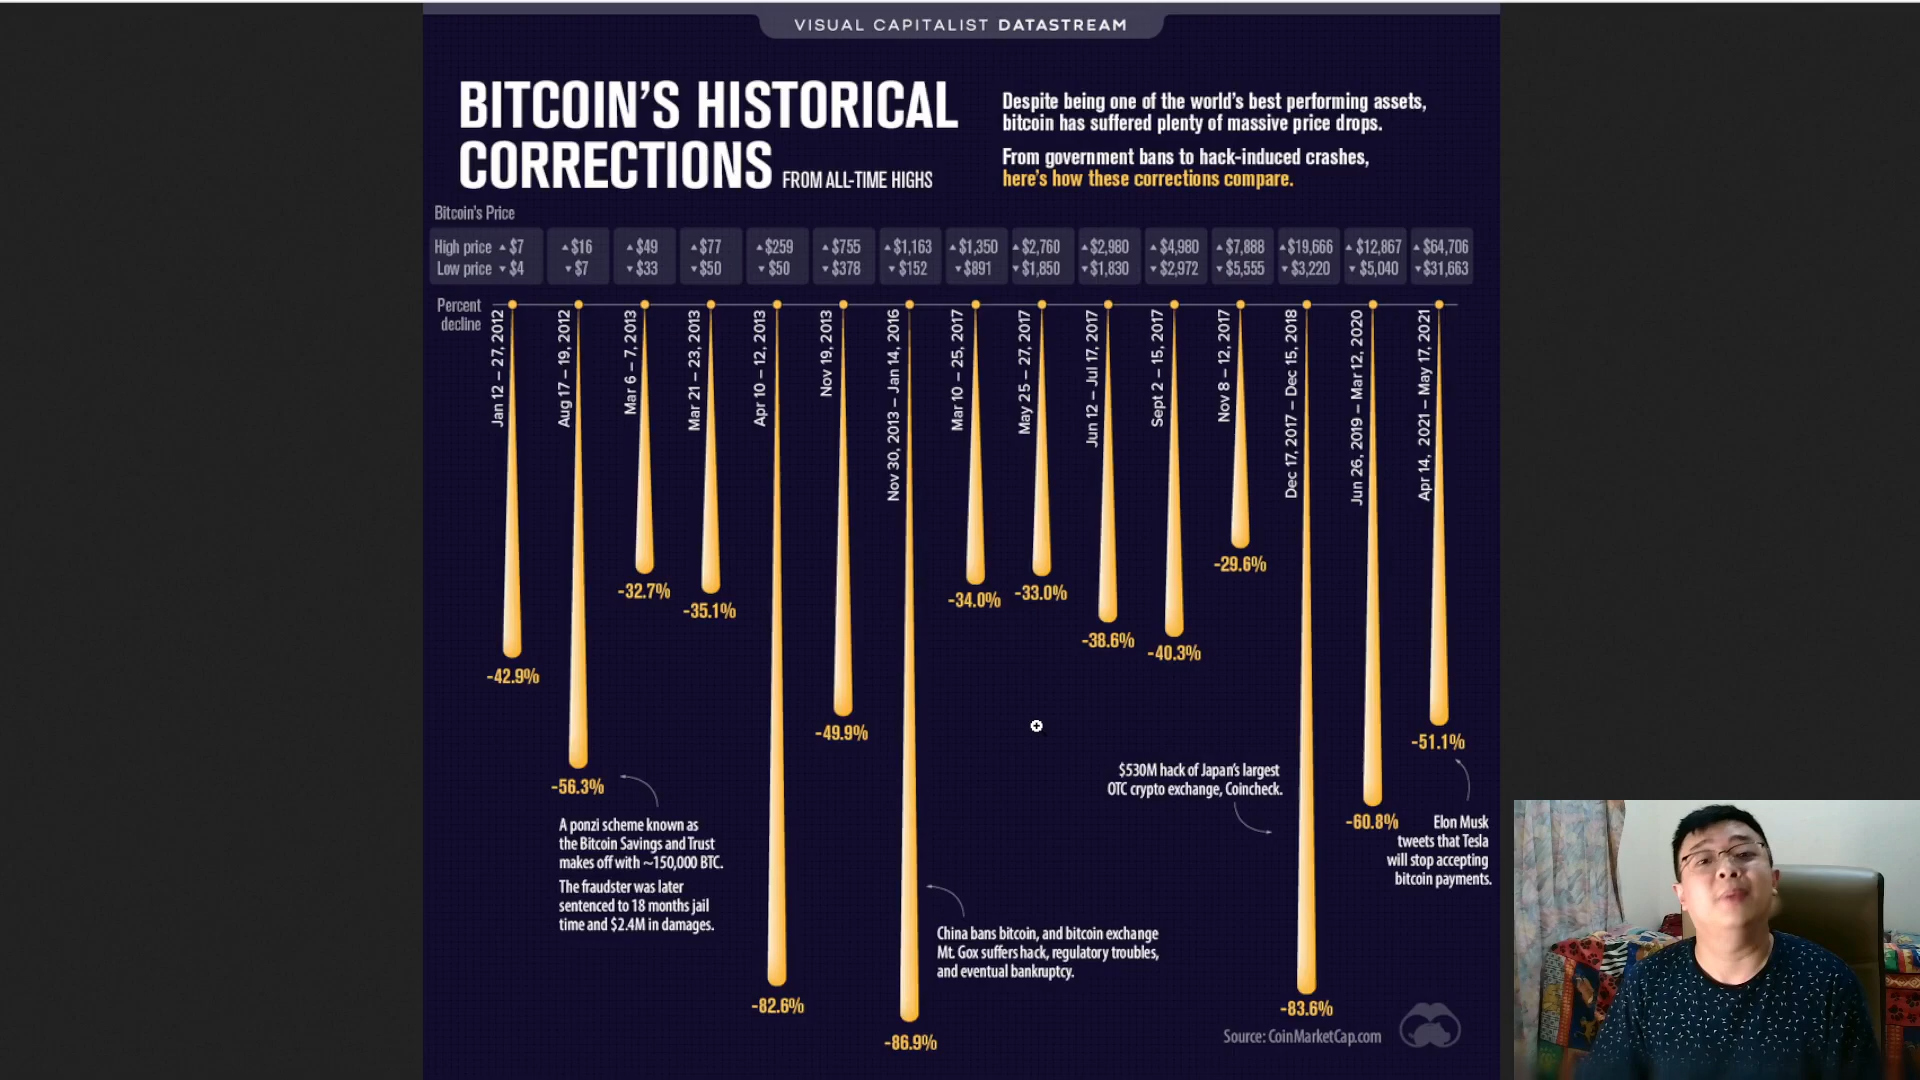 VISUAL CAPITALIST DATASTREAM
BITCOIN'S HISTORICAL
CORRECTIONS FROM ALL-TIME HIGHS
Despite being one of the world's best performing assets,
bitcoin has suffered plenty of massive price drops.
From government bans to hack-induced crashes,
here's how these corrections compare.
Bitcoin's Price
High price ▲ $7 ▲ $16 ▲ $49 ▲ $77 ▲ $259 ▲ $755 ▲ $1,163 ▲ $1,350 ▲ $2,760 ▲ $2,980 ▲ $4,980 ▲ $7,888 ▲ $19,666 ▲ $12,867 ▲ $64,706
Low price ▼ $4 ▼ $7 ▼ $33 ▼ $50 ▼ $50 ▼ $378 ▼ $152 ▼ $891 ▼ $1,850 ▼ $1,830 ▼ $2,972 ▼ $5,555 ▼ $3,220 ▼ $5,040 ▼ $31,663
Percent
decline
Jan 12 – 27, 2012
Aug 17 – 19, 2012
Mar 6 – 7, 2013
Mar 21 – 23, 2013
Apr 10 – 12, 2013
Nov 19, 2013
Nov 30, 2013 – Jan 14, 2016
Mar 10 – 25, 2017
May 25 – 27, 2017
Jun 12 – Jul 17, 2017
Sept 2 – 15, 2017
Nov 8 – 12, 2017
Dec 17, 2017 – Dec 15, 2018
Jun 26, 2019 – Mar 12, 2020
Apr 14, 2021 – May 17, 2021
-42.9%
-56.3%
-32.7%
-35.1%
-82.6%
-49.9%
-86.9%
-34.0%
-33.0%
-38.6%
-40.3%
-29.6%
-83.6%
-60.8%
-51.1%
A ponzi scheme known as
the Bitcoin Savings and Trust
makes off with ~150,000 BTC.
The fraudster was later
sentenced to 18 months jail
time and $2.4M in damages.
China bans bitcoin, and bitcoin exchange
Mt. Gox suffers hack, regulatory troubles,
and eventual bankruptcy.
$530M hack of Japan's largest
OTC crypto exchange, Coincheck.
Elon Musk
tweets that Tesla
will stop accepting
bitcoin payments.
Source: CoinMarketCap.com